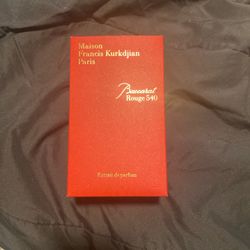 Maison
Francis Kurkdjian
Paris
Baccarat
Rouge 540
Extrait de parfum